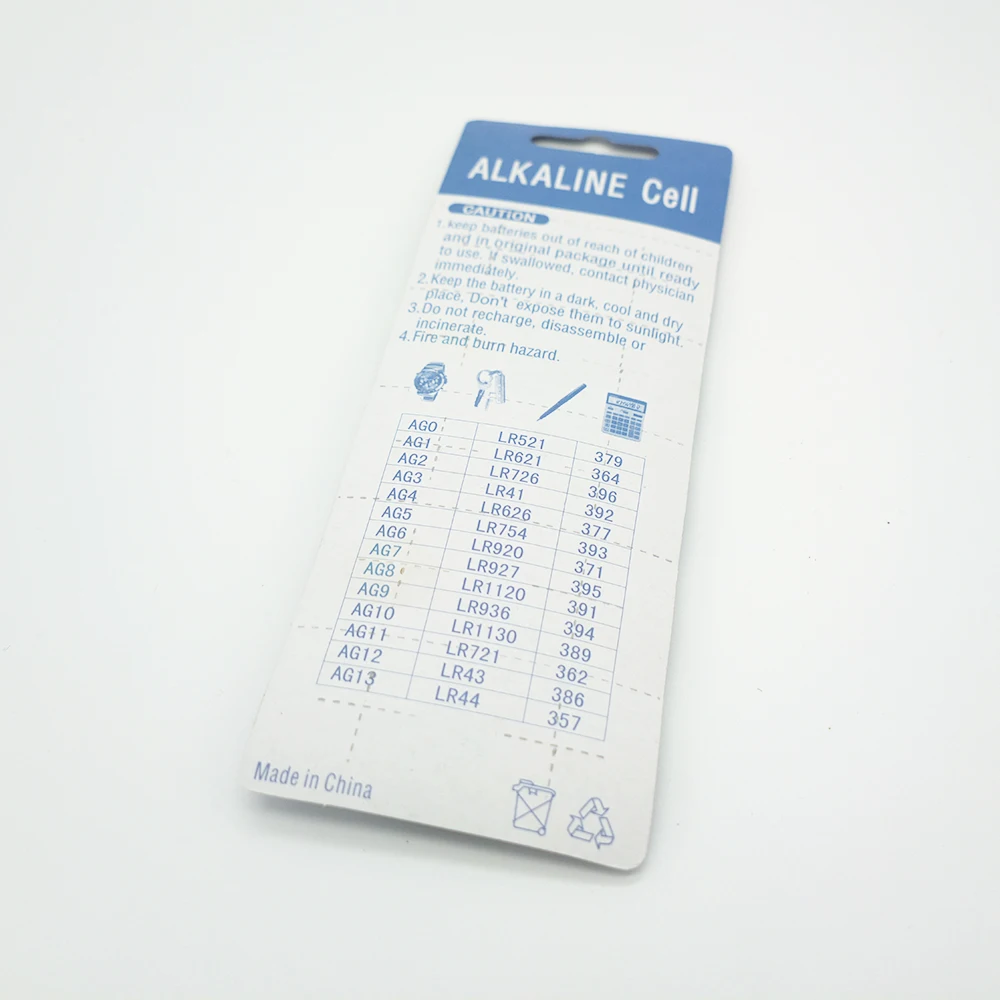 ALKALINE Cell
CAUTION
1.keep batteries out of reach of children
and in original package until ready
to use. If swallowed, contact physician
immediately.
2.Keep the battery in a dark, cool and dry
place, Don't expose them to sunlight.
3.Do not recharge, disassemble or
incinerate.
4.Fire and burn hazard.
AG0 LR521 379
AG1 LR621 364
AG2 LR726 396
AG3 LR41 392
AG4 LR626 377
AG5 LR754 393
AG6 LR920 371
AG7 LR927 395
AG8 LR1120 391
AG9 LR936 394
AG10 LR1130 389
AG11 LR721 362
AG12 LR43 386
AG13 LR44 357
Made in China